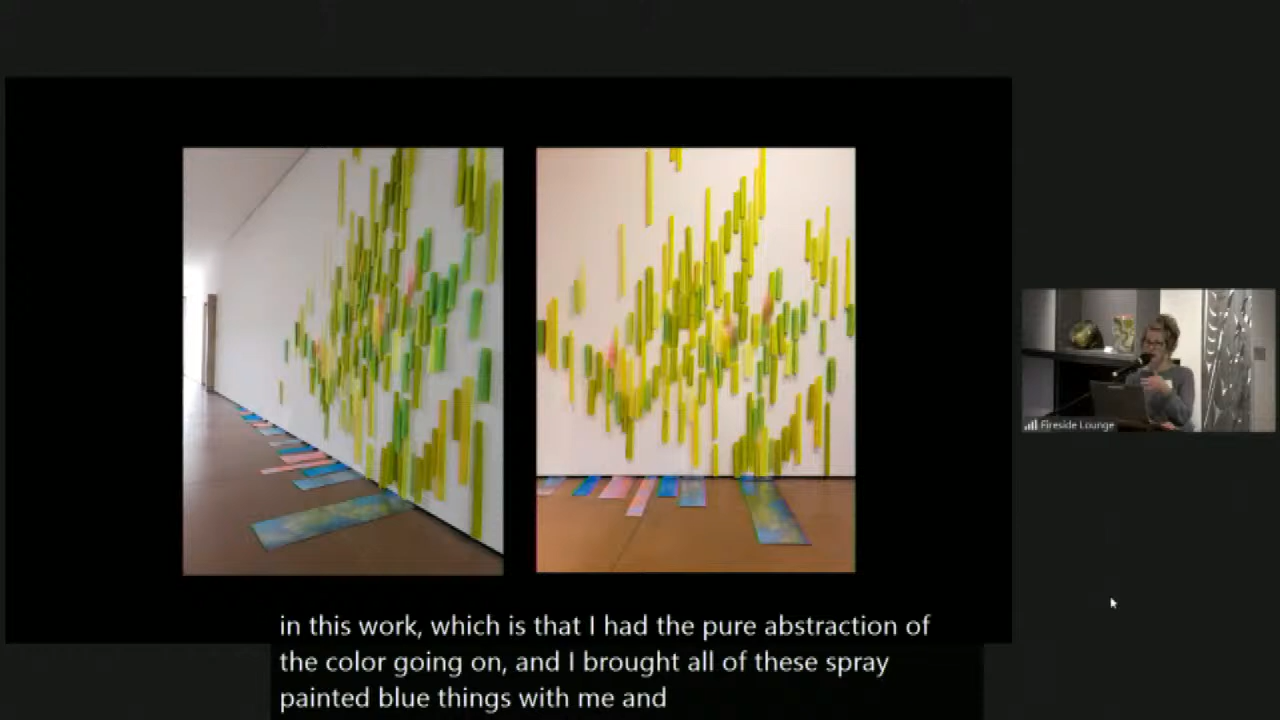 Fireside Lounge
in this work, which is that I had the pure abstraction of
the color going on, and I brought all of these spray
painted blue things with me and